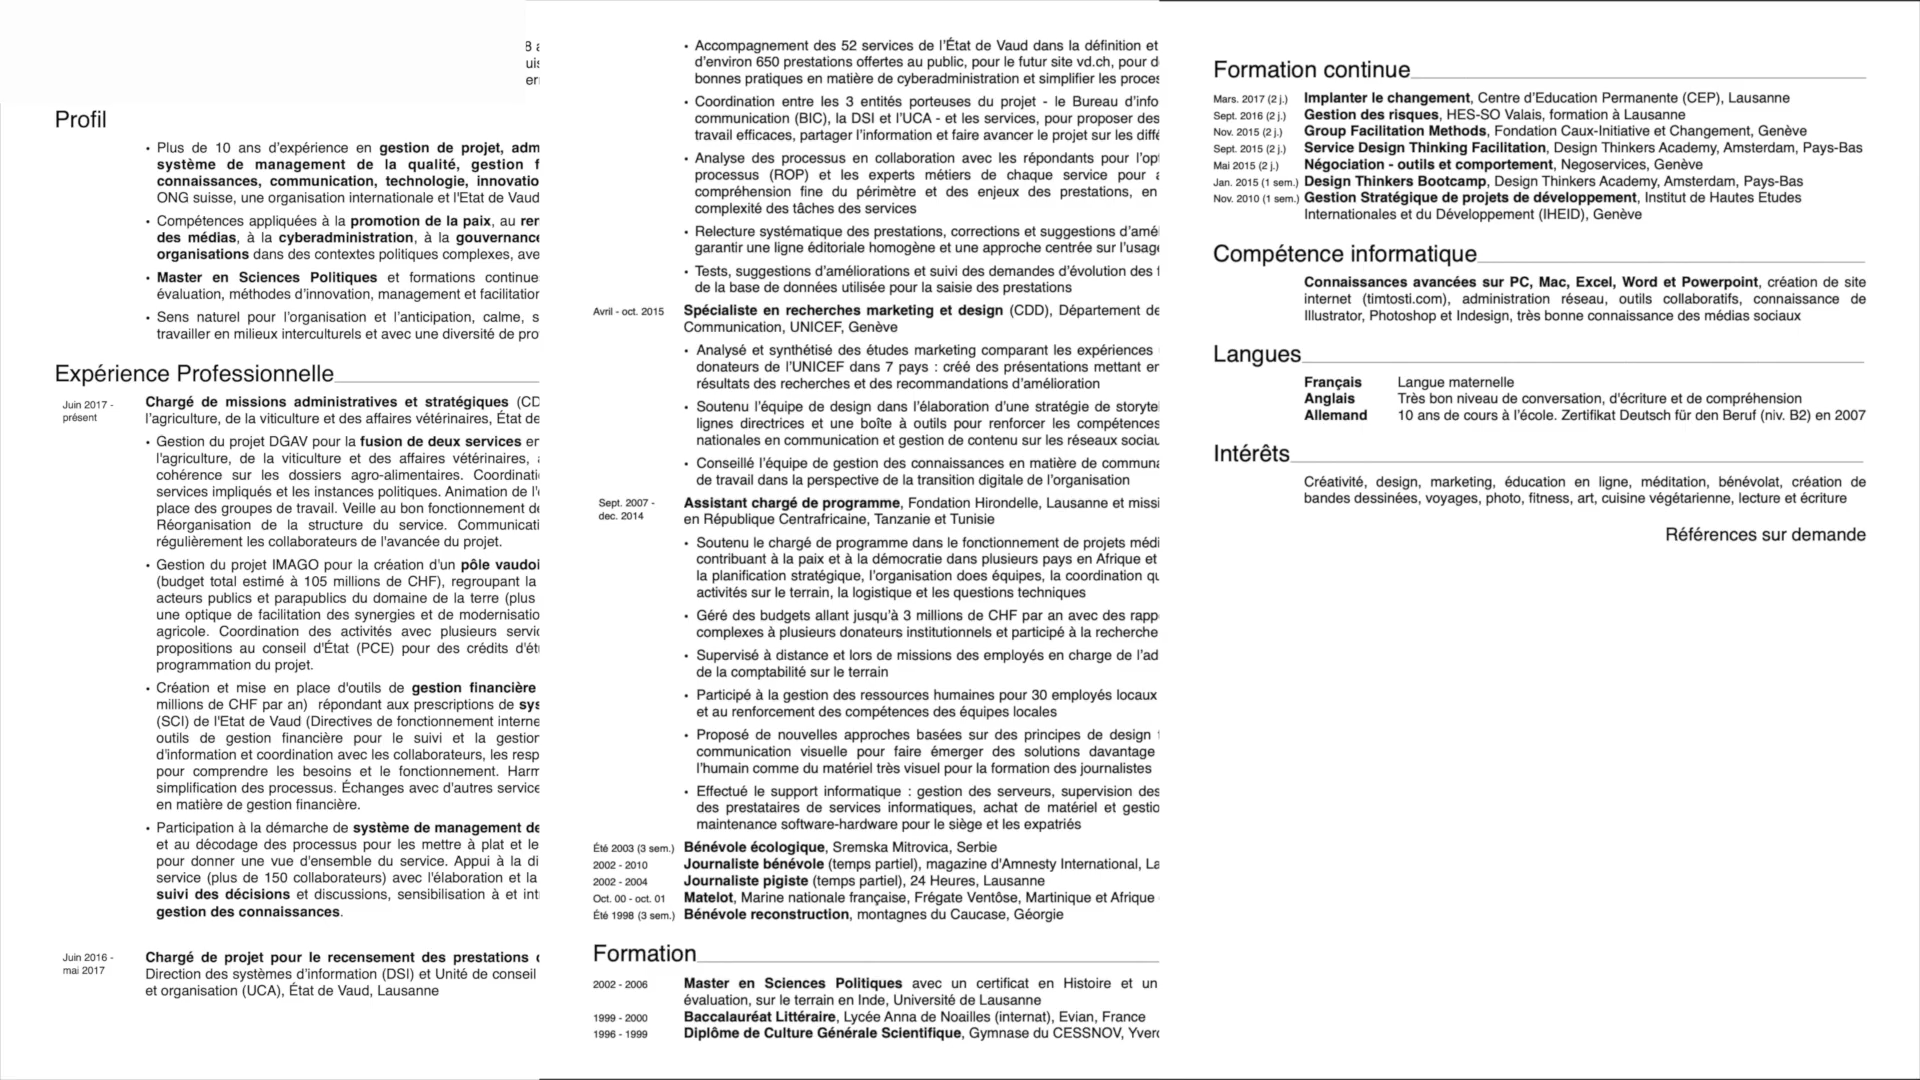 Profil
• Plus de 10 ans d'expérience en gestion de projet, adm
système de management de la qualité, gestion f
connaissances, communication, technologie, innovatio
ONG suisse, une organisation internationale et l'Etat de Vaud
• Compétences appliquées à la promotion de la paix, au ren
des médias, à la cyberadministration, à la gouvernance
organisations dans des contextes politiques complexes, ave
• Master en Sciences Politiques et formations continue
évaluation, méthodes d'innovation, management et facilitation
• Sens naturel pour l'organisation et l'anticipation, calme, s
travailler en milieux interculturels et avec une diversité de pro
Expérience Professionnelle
Juin 2017 - présent
Chargé de missions administratives et stratégiques (CD
l'agriculture, de la viticulture et des affaires vétérinaires, État de
• Gestion du projet DGAV pour la fusion de deux services en
l'agriculture, de la viticulture et des affaires vétérinaires,
cohérence sur les dossiers agro-alimentaires. Coordinati
services impliqués et les instances politiques. Animation de l'
place des groupes de travail. Veille au bon fonctionnement de
Réorganisation de la structure du service. Communicati
régulièrement les collaborateurs de l'avancée du projet.
• Gestion du projet IMAGO pour la création d'un pôle vaudoi
(budget total estimé à 105 millions de CHF), regroupant la
acteurs publics et parapublics du domaine de la terre (plus
une optique de facilitation des synergies et de modernisatio
agricole. Coordination des activités avec plusieurs servic
propositions au conseil d'État (PCE) pour des crédits d'ét
programmation du projet.
• Création et mise en place d'outils de gestion financière
millions de CHF par an) répondant aux prescriptions de sys
(SCI) de l'Etat de Vaud (Directives de fonctionnement interne
outils de gestion financière pour le suivi et la gestion
d'information et coordination avec les collaborateurs, les resp
pour comprendre les besoins et le fonctionnement. Harm
simplification des processus. Échanges avec d'autres service
en matière de gestion financière.
• Participation à la démarche de système de management de
et au décodage des processus pour les mettre à plat et le
pour donner une vue d'ensemble du service. Appui à la di
service (plus de 150 collaborateurs) avec l'élaboration et la
suivi des décisions et discussions, sensibilisation à et int
gestion des connaissances.
Juin 2016 - mai 2017
Chargé de projet pour le recensement des prestations
Direction des systèmes d'information (DSI) et Unité de conseil
et organisation (UCA), État de Vaud, Lausanne
• Accompagnement des 52 services de l'État de Vaud dans la définition et
d'environ 650 prestations offertes au public, pour le futur site vd.ch, pour d
bonnes pratiques en matière de cyberadministration et simplifier les proces
• Coordination entre les 3 entités porteuses du projet - le Bureau d'info
communication (BIC), la DSI et l'UCA - et les services, pour proposer des
travail efficaces, partager l'information et faire avancer le projet sur les diffé
• Analyse des processus en collaboration avec les répondants pour l'opt
processus (ROP) et les experts métiers de chaque service pour a
compréhension fine du périmètre et des enjeux des prestations, en
complexité des tâches des services
• Relecture systématique des prestations, corrections et suggestions d'amé
garantir une ligne éditoriale homogène et une approche centrée sur l'usage
• Tests, suggestions d'améliorations et suivi des demandes d'évolution des
de la base de données utilisée pour la saisie des prestations
Avril - oct. 2015 Spécialiste en recherches marketing et design (CDD), Département de
Communication, UNICEF, Genève
• Analysé et synthétisé des études marketing comparant les expériences
donateurs de l'UNICEF dans 7 pays : créé des présentations mettant en
résultats des recherches et des recommandations d'amélioration
• Soutenu l'équipe de design dans l'élaboration d'une stratégie de storytel
lignes directrices et une boîte à outils pour renforcer les compétences
nationales en communication et gestion de contenu sur les réseaux sociau
• Conseillé l'équipe de gestion des connaissances en matière de communa
de travail dans la perspective de la transition digitale de l'organisation
Sept. 2007 - dec. 2014
Assistant chargé de programme, Fondation Hirondelle, Lausanne et missi
en République Centrafricaine, Tanzanie et Tunisie
• Soutenu le chargé de programme dans le fonctionnement de projets médi
contribuant à la paix et à la démocratie dans plusieurs pays en Afrique et
la planification stratégique, l'organisation does équipes, la coordination qu
activités sur le terrain, la logistique et les questions techniques
• Géré des budgets allant jusqu'à 3 millions de CHF par an avec des rapp
complexes à plusieurs donateurs institutionnels et participé à la recherche
• Supervisé à distance et lors de missions des employés en charge de l'ad
de la comptabilité sur le terrain
• Participé à la gestion des ressources humaines pour 30 employés locaux
et au renforcement des compétences des équipes locales
• Proposé de nouvelles approches basées sur des principes de design
communication visuelle pour faire émerger des solutions davantage
l'humain comme du matériel très visuel pour la formation des journalistes
• Effectué le support informatique : gestion des serveurs, supervision des
des prestataires de services informatiques, achat de matériel et gestio
maintenance software-hardware pour le siège et les expatriés
Été 2003 (3 sem.) Bénévole écologique, Sremska Mitrovica, Serbie
2002 - 2010 Journaliste bénévole (temps partiel), magazine d'Amnesty International, La
2002 - 2004 Journaliste pigiste (temps partiel), 24 Heures, Lausanne
Oct. 00 - oct. 01 Matelot, Marine nationale française, Frégate Ventôse, Martinique et Afrique
Été 1998 (3 sem.) Bénévole reconstruction, montagnes du Caucase, Géorgie
Formation
2002 - 2006 Master en Sciences Politiques avec un certificat en Histoire et un
évaluation, sur le terrain en Inde, Université de Lausanne
1999 - 2000 Baccalauréat Littéraire, Lycée Anna de Noailles (internat), Evian, France
1996 - 1999 Diplôme de Culture Générale Scientifique, Gymnase du CESSNOV, Yverd
Formation continue
Mars. 2017 (2 j.) Implanter le changement, Centre d'Education Permanente (CEP), Lausanne
Sept. 2016 (2 j.) Gestion des risques, HES-SO Valais, formation à Lausanne
Nov. 2015 (2 j.) Group Facilitation Methods, Fondation Caux-Initiative et Changement, Genève
Sept. 2015 (2 j.) Service Design Thinking Facilitation, Design Thinkers Academy, Amsterdam, Pays-Bas
Mai 2015 (2 j.) Négociation - outils et comportement, Negoservices, Genève
Jan. 2015 (1 sem.) Design Thinkers Bootcamp, Design Thinkers Academy, Amsterdam, Pays-Bas
Nov. 2010 (1 sem.) Gestion Stratégique de projets de développement, Institut de Hautes Etudes
Internationales et du Développement (IHEID), Genève
Compétence informatique
Connaissances avancées sur PC, Mac, Excel, Word et Powerpoint, création de site
internet (timtosti.com), administration réseau, outils collaboratifs, connaissance de
Illustrator, Photoshop et Indesign, très bonne connaissance des médias sociaux
Langues
Français Langue maternelle
Anglais Très bon niveau de conversation, d'écriture et de compréhension
Allemand 10 ans de cours à l'école. Zertifikat Deutsch für den Beruf (niv. B2) en 2007
Intérêts
Créativité, design, marketing, éducation en ligne, méditation, bénévolat, création de
bandes dessinées, voyages, photo, fitness, art, cuisine végétarienne, lecture et écriture
Références sur demande